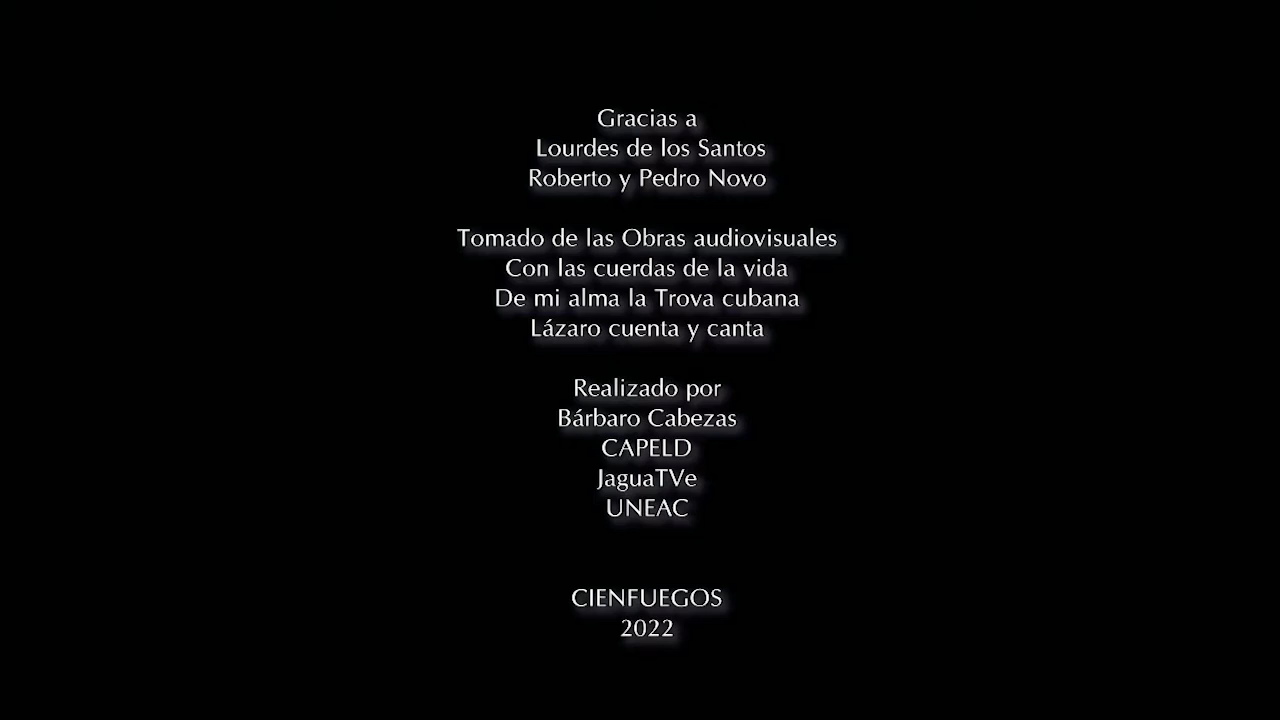 Gracias a
Lourdes de los Santos
Roberto y Pedro Novo
Tomado de las Obras audiovisuales
Con las cuerdas de la vida
De mi alma la Trova cubana
Lázaro cuenta y canta
Realizado por
Bárbaro Cabezas
CAPELD
JaguaTVe
UNEAC
CIENFUEGOS
2022